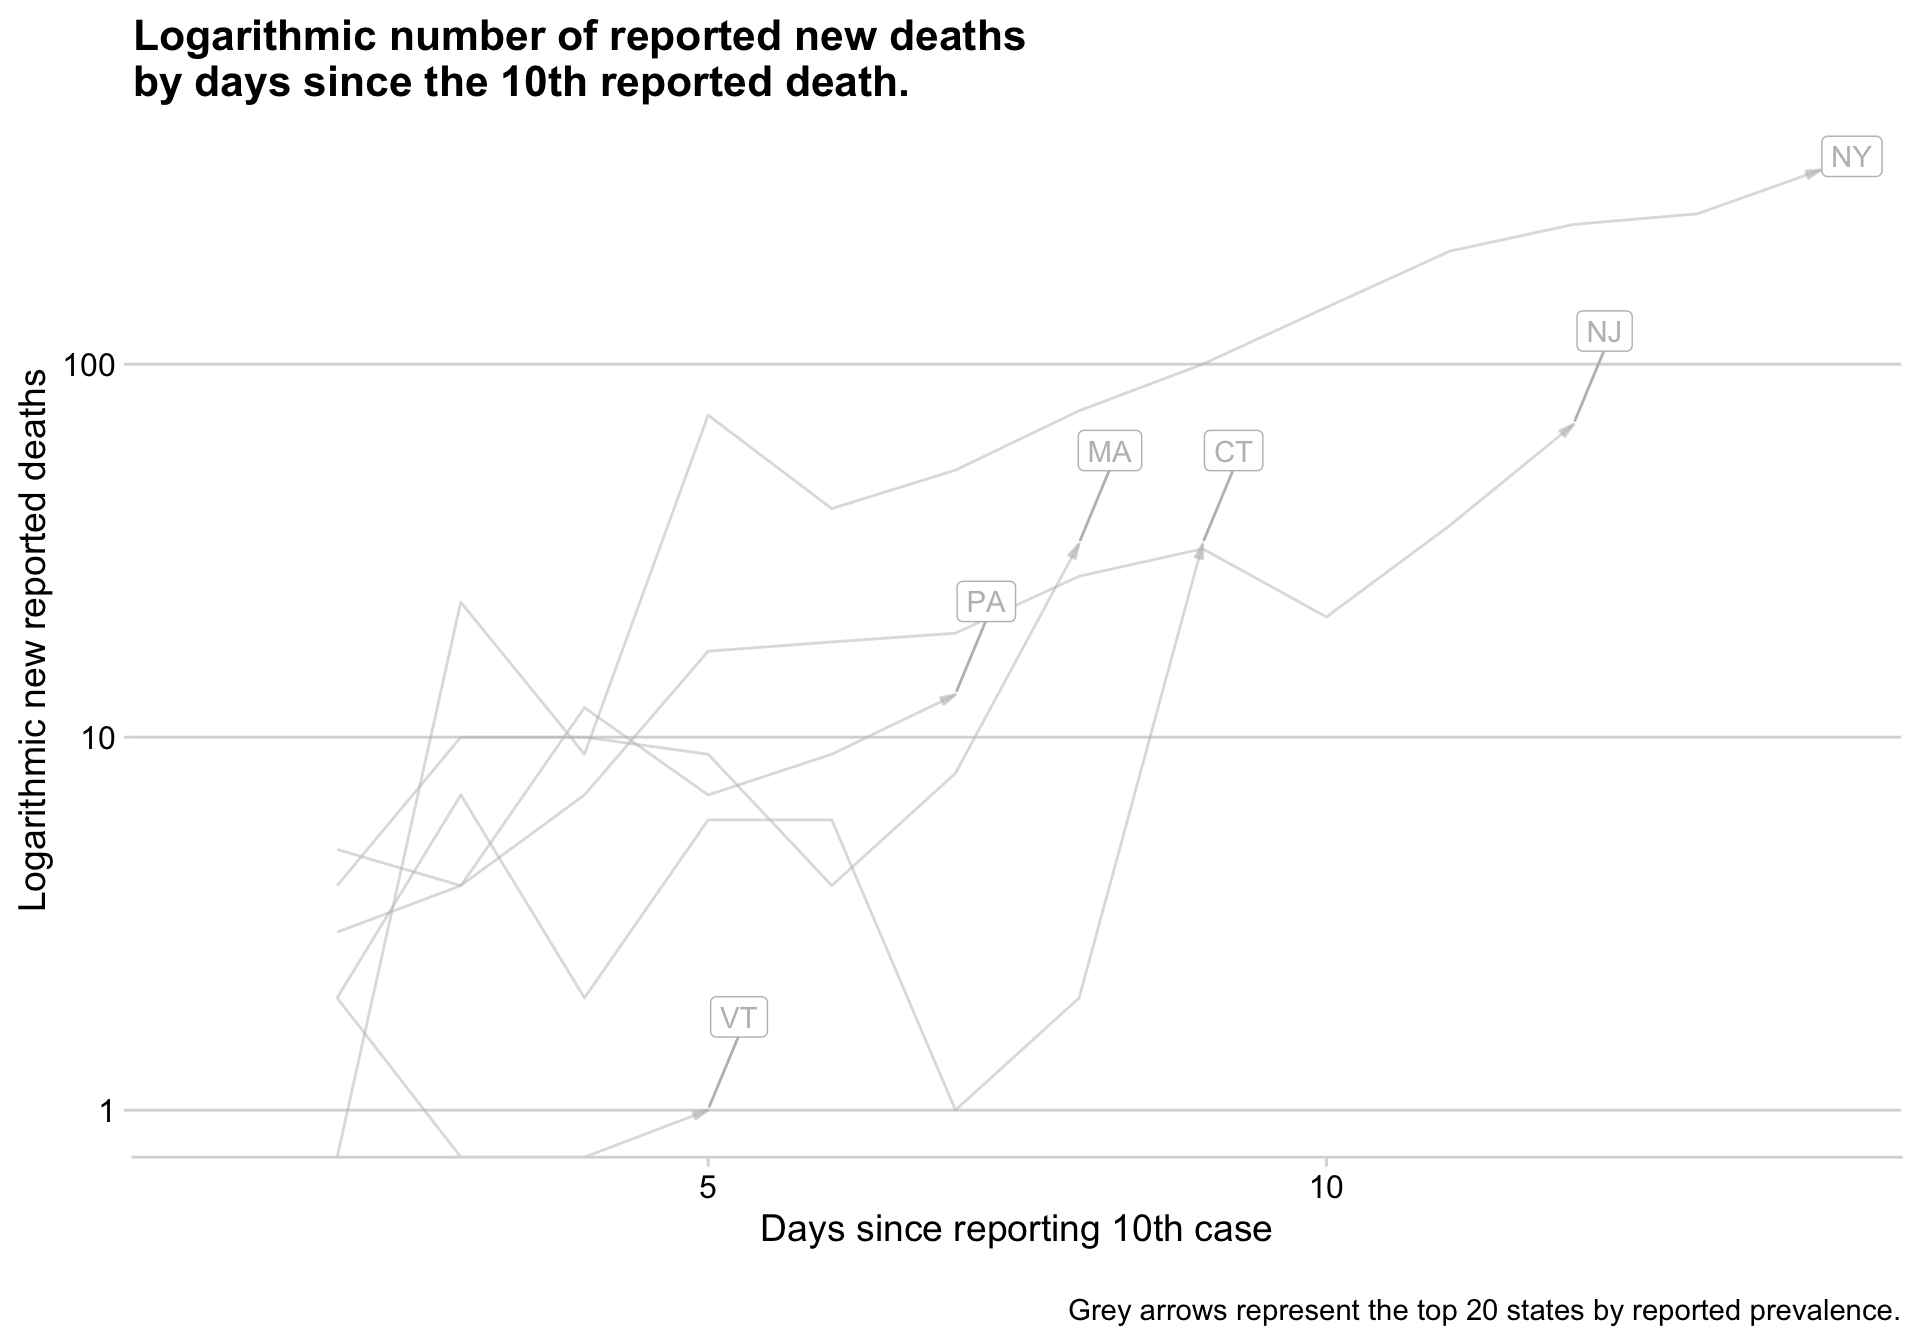 Logarithmic number of reported new deaths
by days since the 10th reported death.
NY
NJ
100
MA
CT
PA
10
VT
1
Logarithmic new reported deaths
5
10
Days since reporting 10th case
Grey arrows represent the top 20 states by reported prevalence.